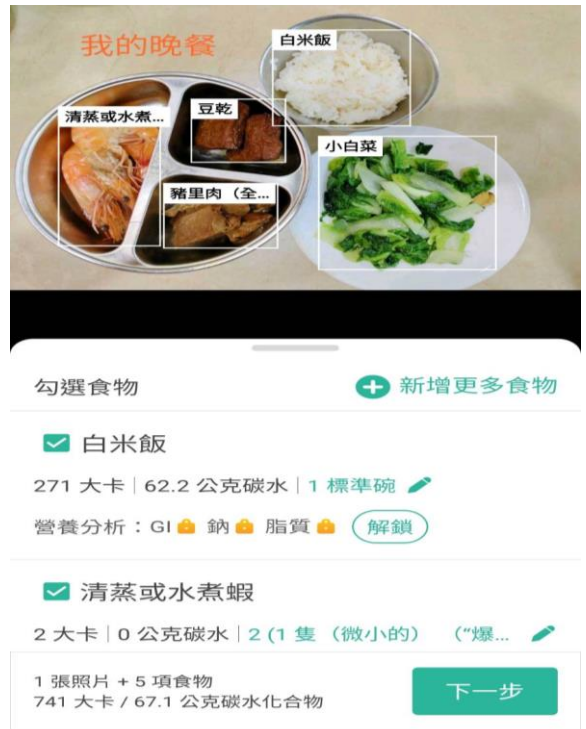 我的晚餐
白米飯
清蒸或水煮...
豆乾
小白菜
豬里肉（全...
勾選食物
新增更多食物
白米飯
271 大卡 | 62.2 公克碳水 | 1 標準碗
營養分析：GI 鈉 脂質 解鎖
清蒸或水煮蝦
2 大卡 | 0 公克碳水 | 2 (1 隻（微小的）（"爆...
1 張照片 + 5 項食物
741 大卡 / 67.1 公克碳水化合物
下一步